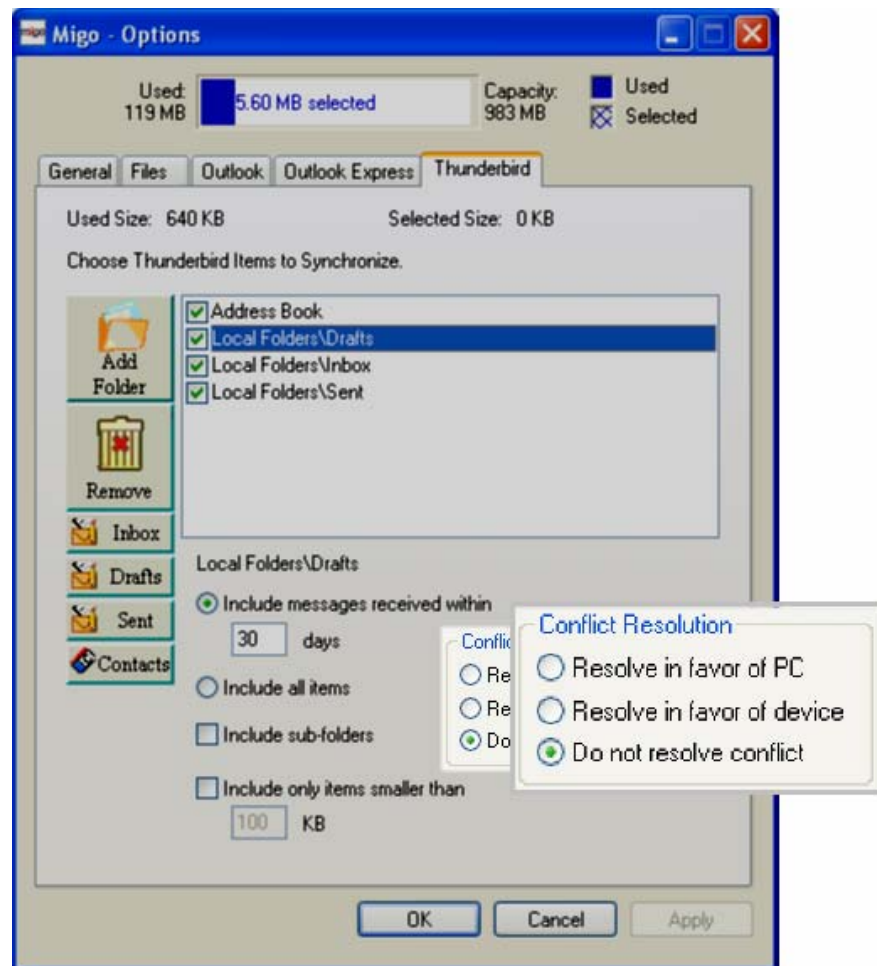 Migo - Options
Used:
119 MB
5.60 MB selected
Capacity:
983 MB
Used
Selected
General Files Outlook Outlook Express Thunderbird
Used Size: 640 KB Selected Size: 0 KB
Choose Thunderbird Items to Synchronize.
Add
Folder
Remove
Inbox
Drafts
Sent
Contacts
Address Book
Local Folders\Drafts
Local Folders\Inbox
Local Folders\Sent
Local Folders\Drafts
Include messages received within
30 days
Include all items
Include sub-folders
Include only items smaller than
100 KB
Conflic
Re
Re
Do
Conflict Resolution
Resolve in favor of PC
Resolve in favor of device
Do not resolve conflict
OK Cancel Apply